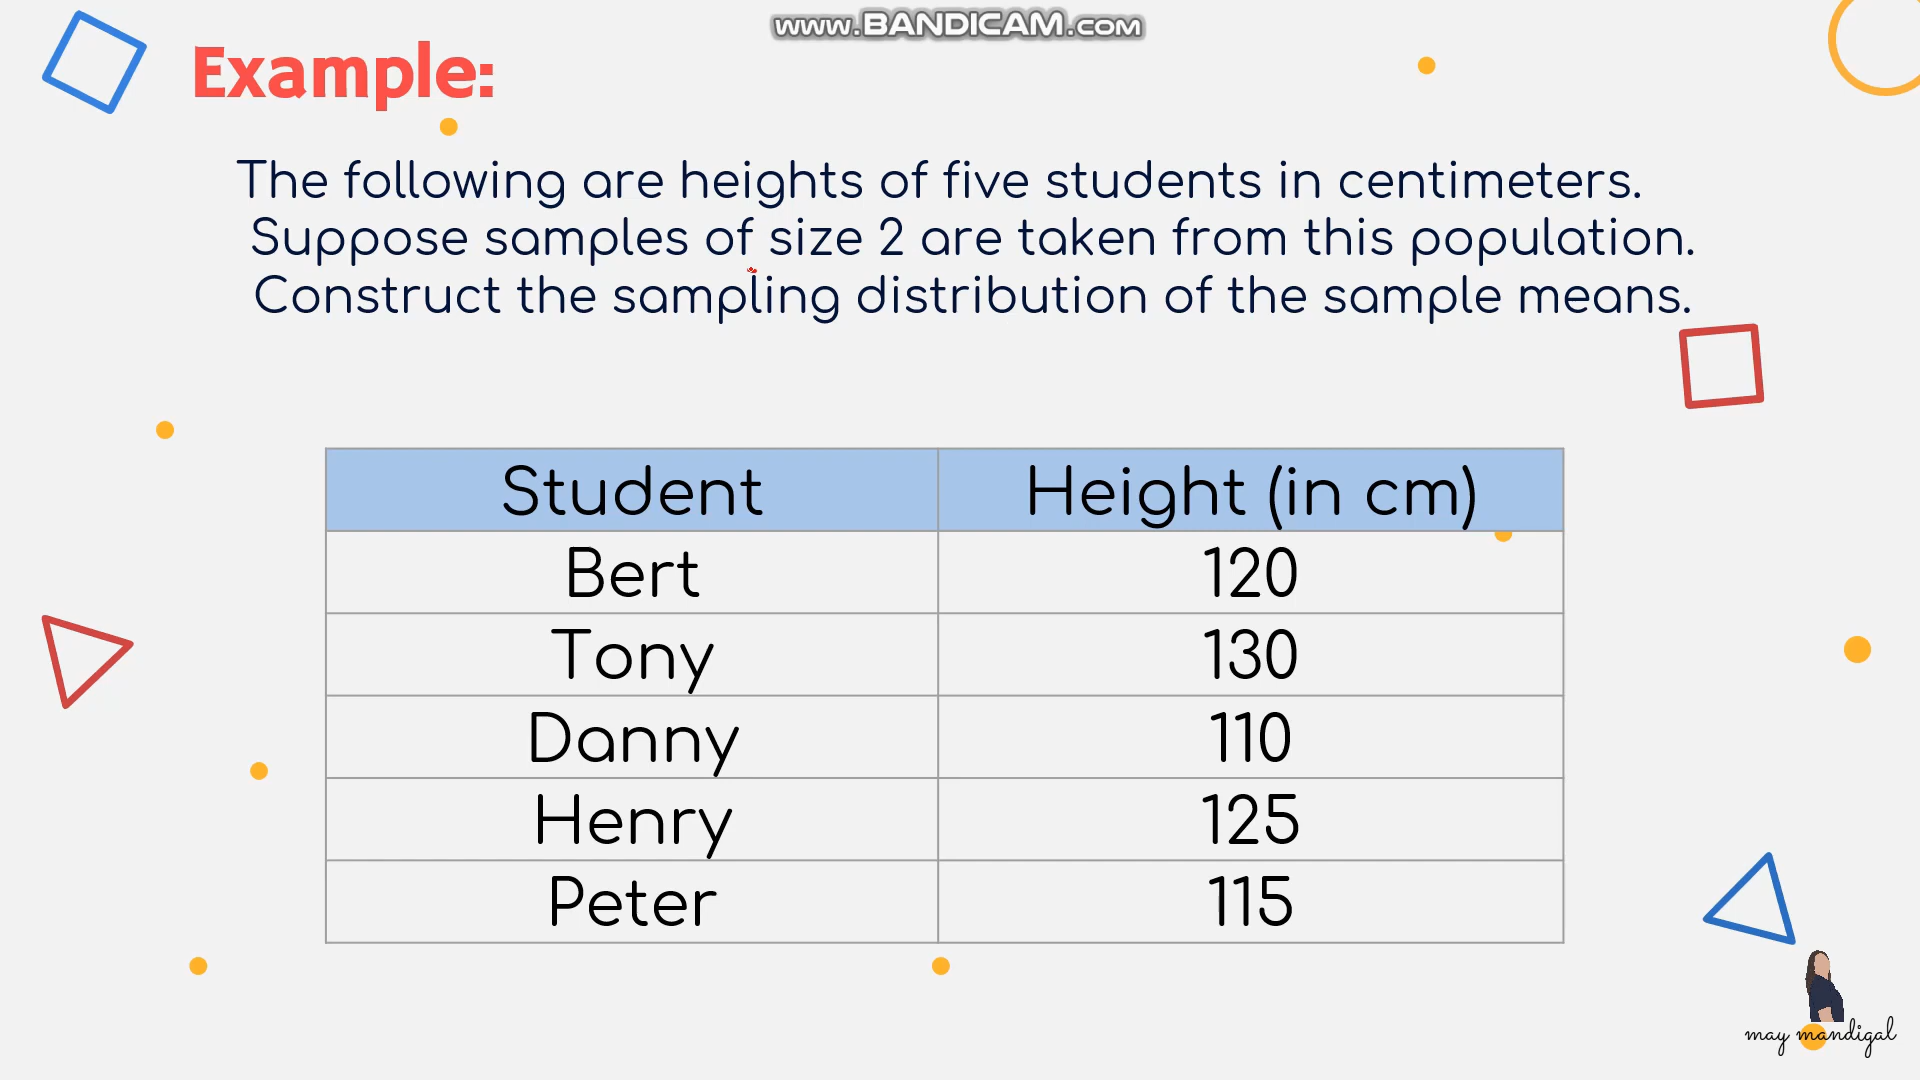 www.BANDICAM.com
Example:
The following are heights of five students in centimeters.
Suppose samples of size 2 are taken from this population.
Construct the sampling distribution of the sample means.
Student Height (in cm)
Bert 120
Tony 130
Danny 110
Henry 125
Peter 115
may mandigal